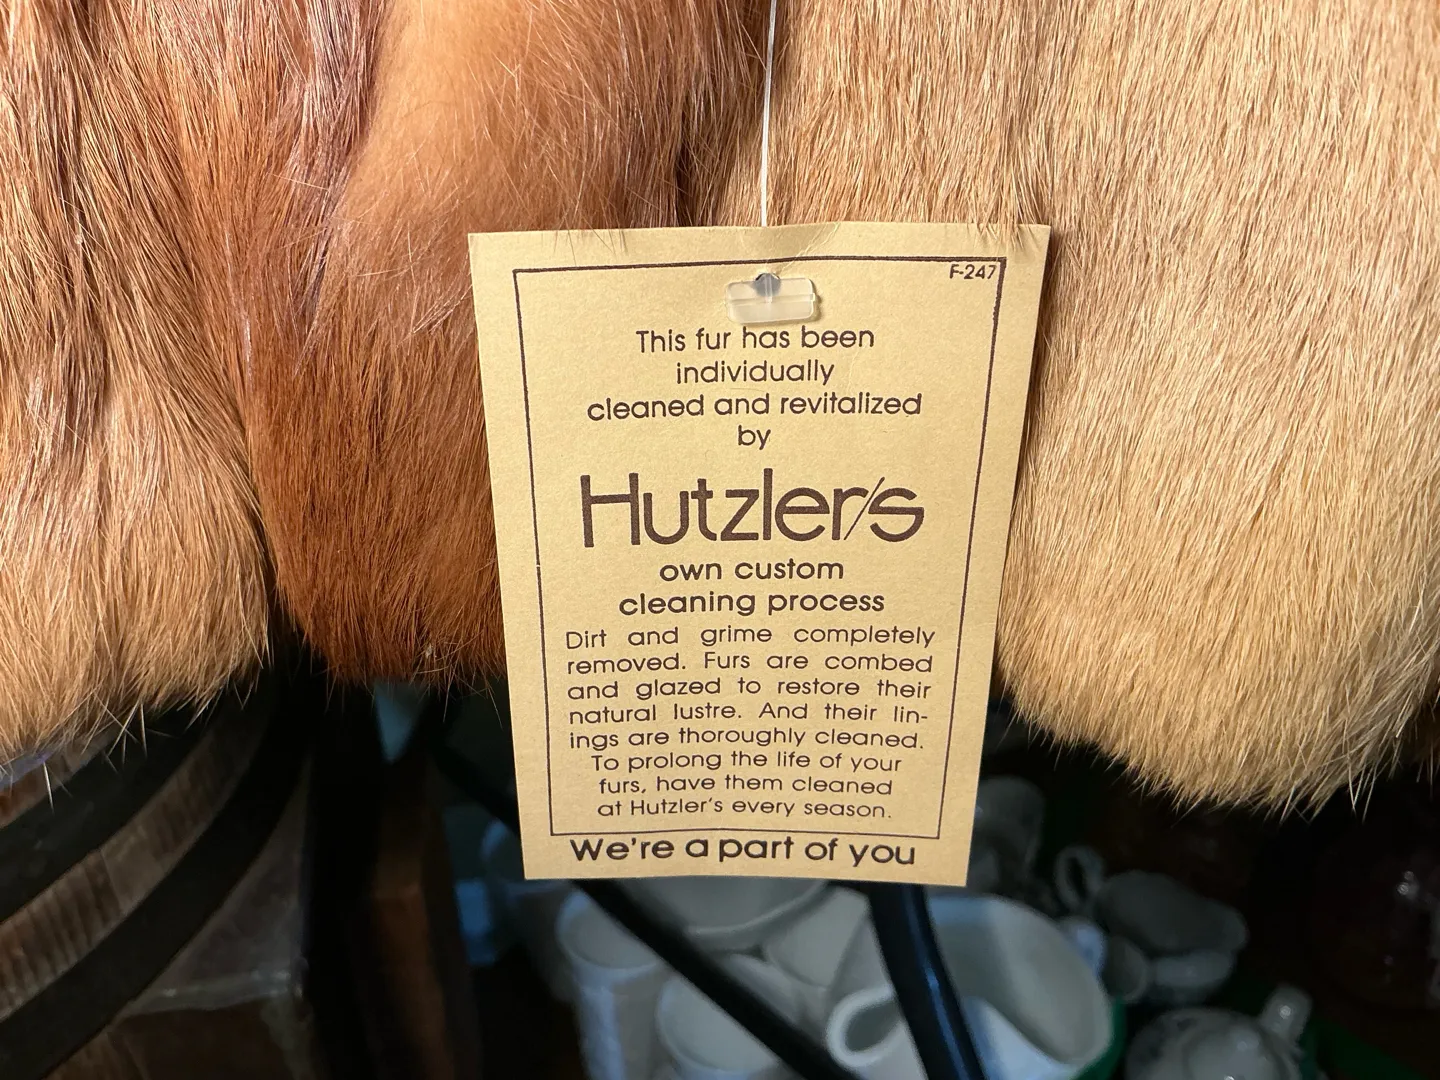 F-247
This fur has been
individually
cleaned and revitalized
by
Hutzler's
own custom
cleaning process
Dirt and grime completely
removed. Furs are combed
and glazed to restore their
natural lustre. And their lin-
ings are thoroughly cleaned.
To prolong the life of your
furs, have them cleaned
at Hutzler's every season.
We're a part of you